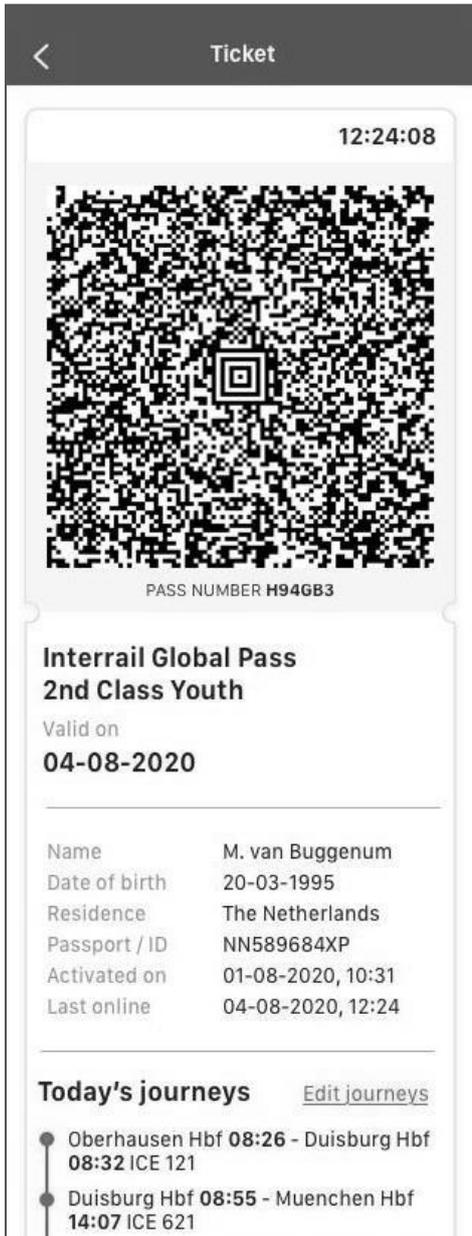 Ticket
12:24:08
PASS NUMBER H94GB3
Interrail Global Pass
2nd Class Youth
Valid on
04-08-2020
Name M. van Buggenum
Date of birth 20-03-1995
Residence The Netherlands
Passport / ID NN589684XP
Activated on 01-08-2020, 10:31
Last online 04-08-2020, 12:24
Today's journeys Edit journeys
Oberhausen Hbf 08:26 - Duisburg Hbf
08:32 ICE 121
Duisburg Hbf 08:55 - Muenchen Hbf
14:07 ICE 621